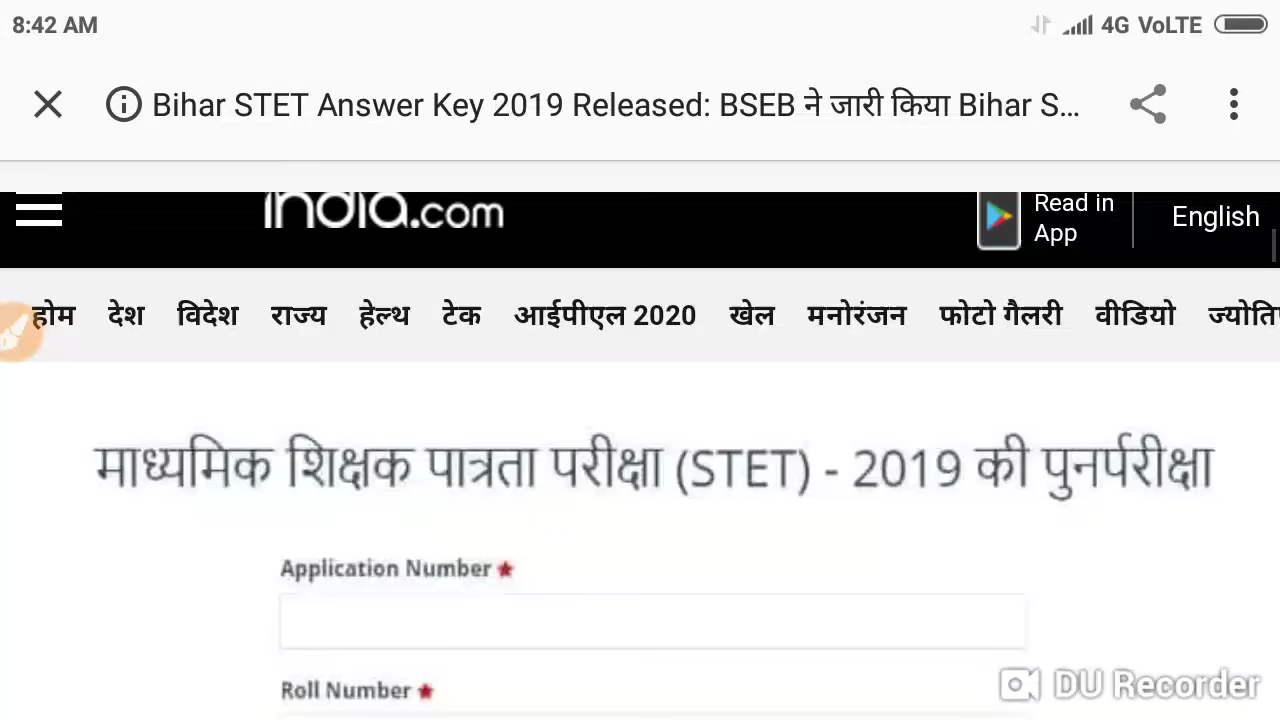 8:42 AM 4G VoLTE
Bihar STET Answer Key 2019 Released: BSEB ने जारी किया Bihar S...
india.com Read in App English
होम देश विदेश राज्य हेल्थ टेक आईपीएल 2020 खेल मनोरंजन फोटो गैलरी वीडियो
माध्यमिक शिक्षक पात्रता परीक्षा (STET) - 2019 की पुनर्परीक्षा
Application Number ★
Roll Number ★
DU Recorder